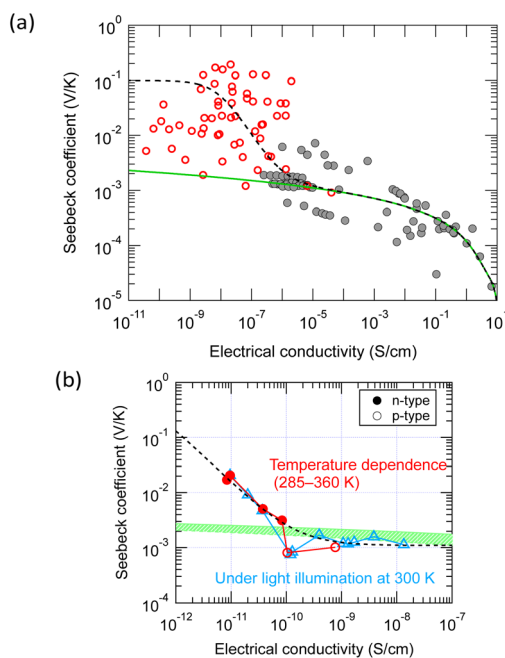 (a)
10^0
10^-1
10^-2
10^-3
10^-4
10^-5
Seebeck coefficient (V/K)
10^-11 10^-9 10^-7 10^-5 10^-3 10^-1 10
Electrical conductivity (S/cm)
(b)
10^0
10^-1
10^-2
10^-3
10^-4
Seebeck coefficient (V/K)
n-type
p-type
Temperature dependence
(285–360 K)
Under light illumination at 300 K
10^-12 10^-11 10^-10 10^-9 10^-8 10^-7
Electrical conductivity (S/cm)